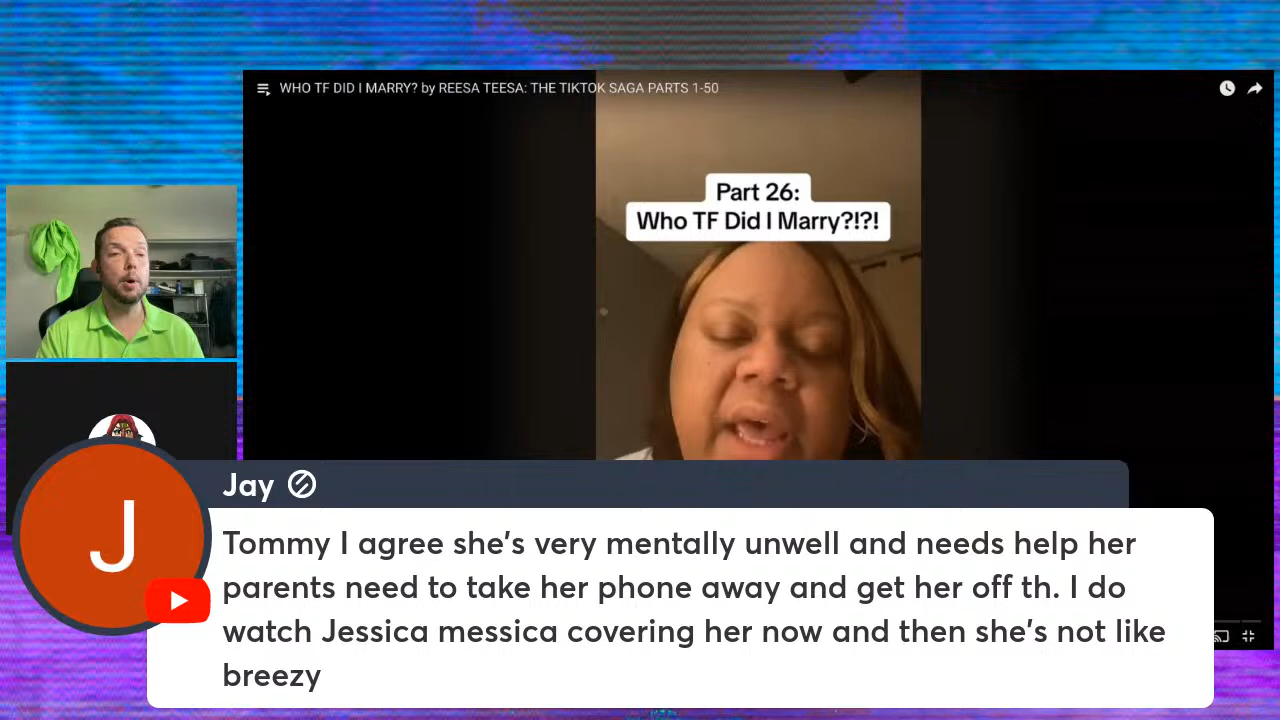 WHO TF DID I MARRY? by REESA TEESA: THE TIKTOK SAGA PARTS 1-50
Part 26:
Who TF Did I Marry?!?!
J
Jay
Tommy I agree she's very mentally unwell and needs help her
parents need to take her phone away and get her off th. I do
watch Jessica messica covering her now and then she's not like
breezy